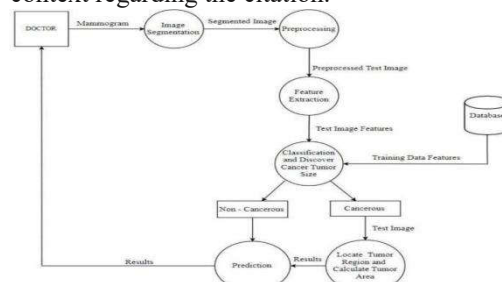 content regarding the citation.
DOCTOR
Mammogram
Image
Segmentation
Segmented Image
Preprocessing
Preprocessed Test Image
Feature
Extraction
Test Image Features
Database
Classification
and Discover
Cancer Tumor
Size
Training Data Features
Non - Cancerous
Cancerous
Test Image
Results
Prediction
Results
Locate Tumor
Region and
Calculate Tumor
Area